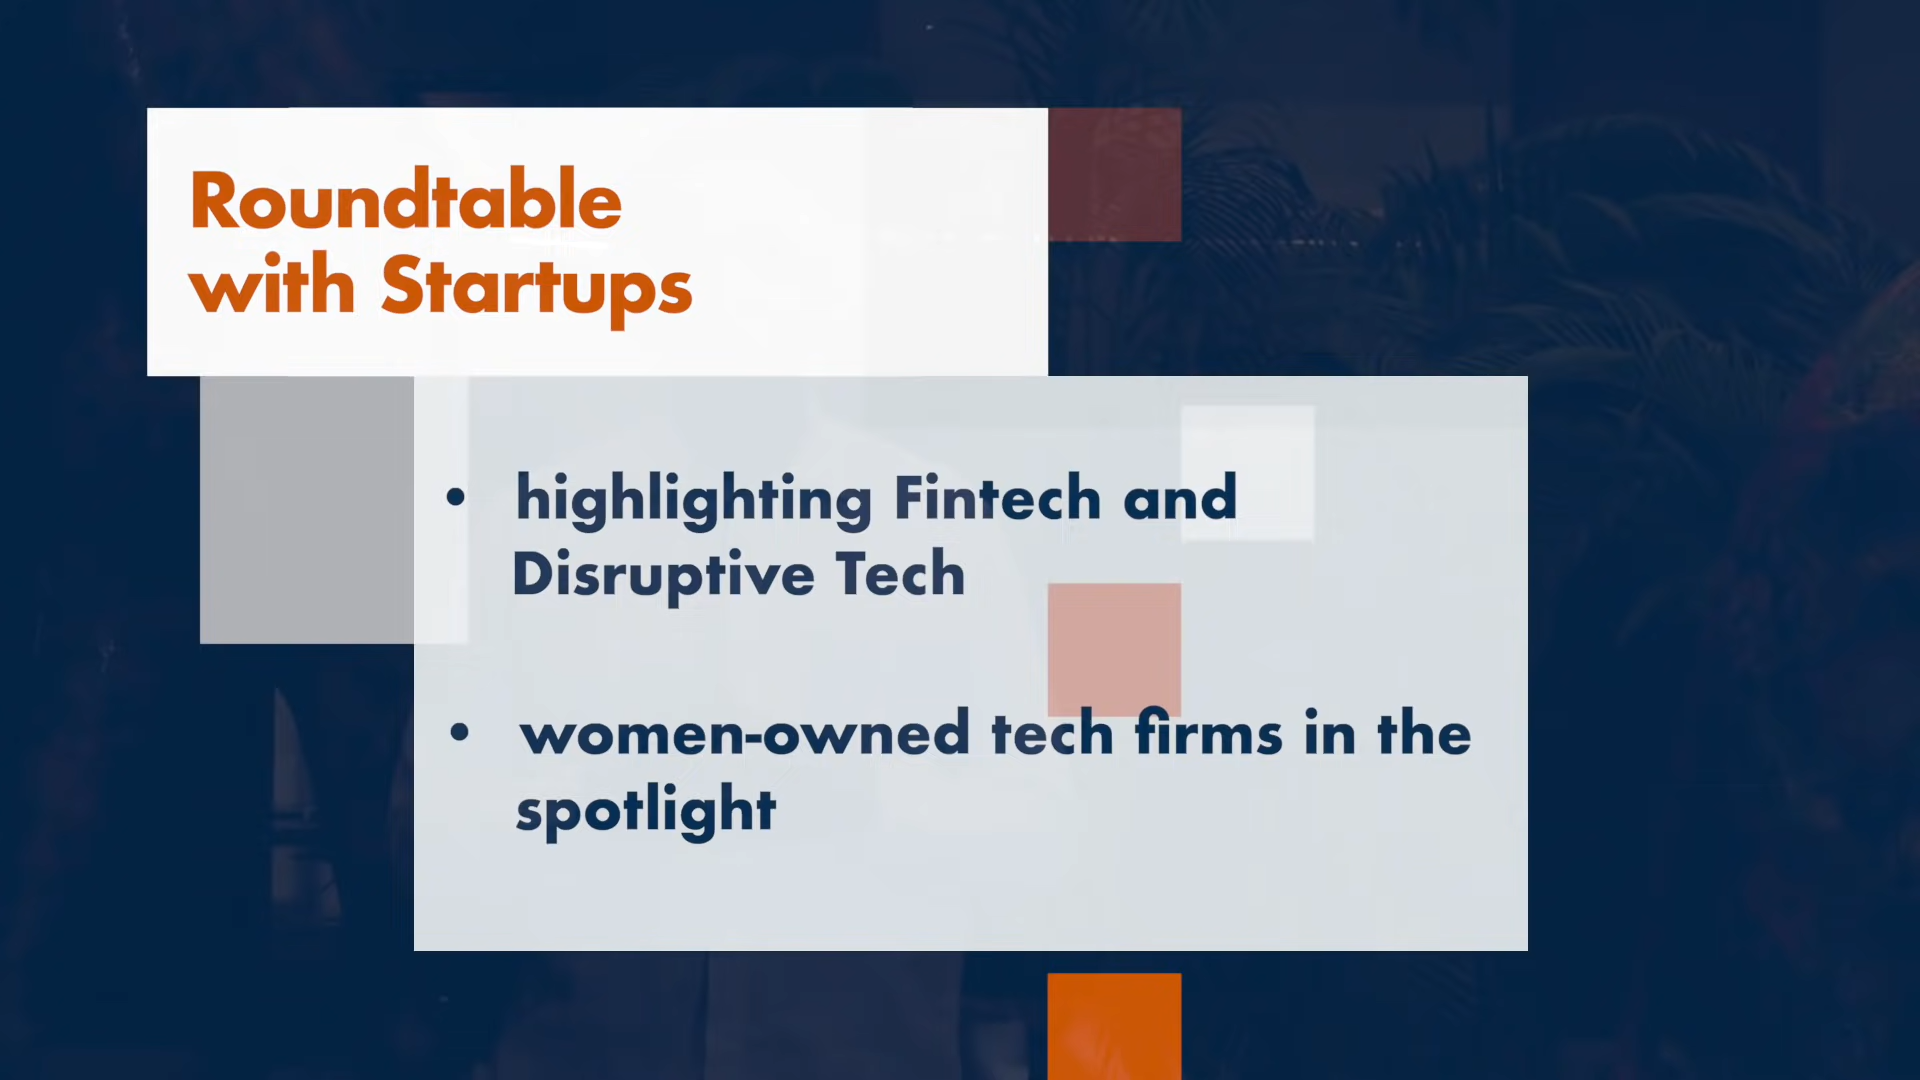 Roundtable
with Startups
• highlighting Fintech and
Disruptive Tech
• women-owned tech firms in the
spotlight